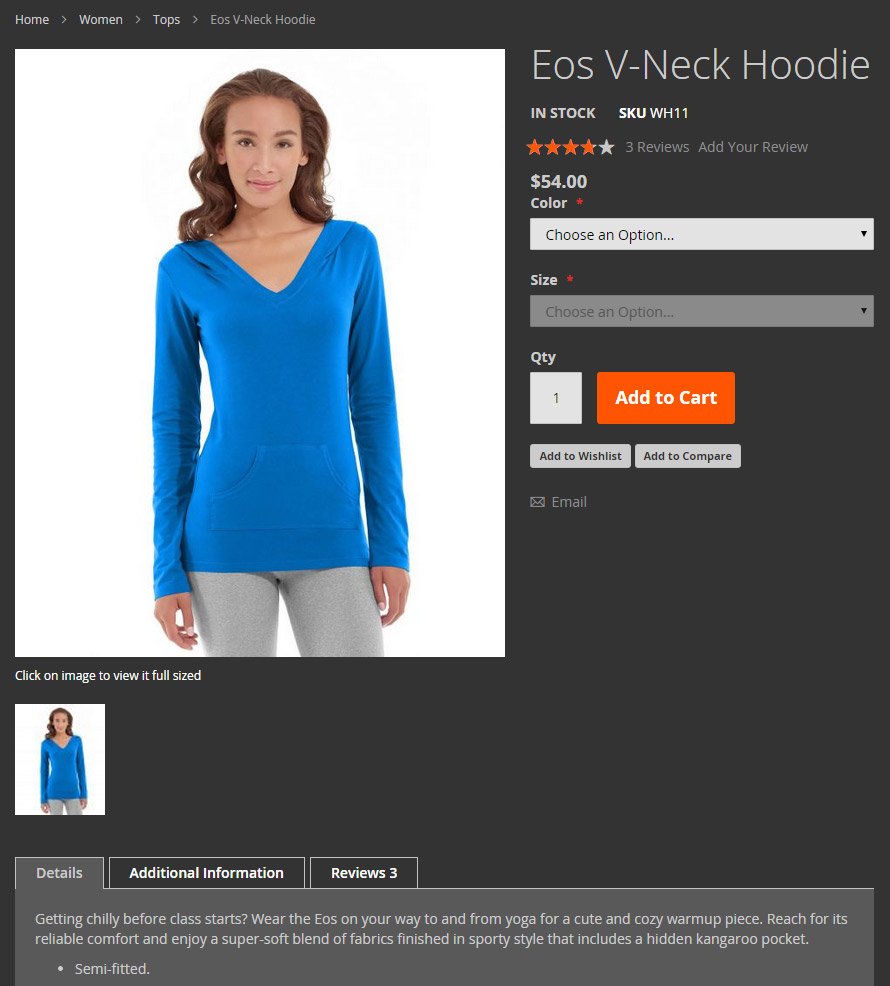 Home > Women > Tops > Eos V-Neck Hoodie
Eos V-Neck Hoodie
IN STOCK SKU WH11
3 Reviews Add Your Review
$54.00
Color *
Choose an Option...
Size *
Choose an Option...
Qty
1 Add to Cart
Add to Wishlist Add to Compare
Email
Click on image to view it full sized
Details Additional Information Reviews 3
Getting chilly before class starts? Wear the Eos on your way to and from yoga for a cute and cozy warmup piece. Reach for its
reliable comfort and enjoy a super-soft blend of fabrics finished in sporty style that includes a hidden kangaroo pocket.
• Semi-fitted.